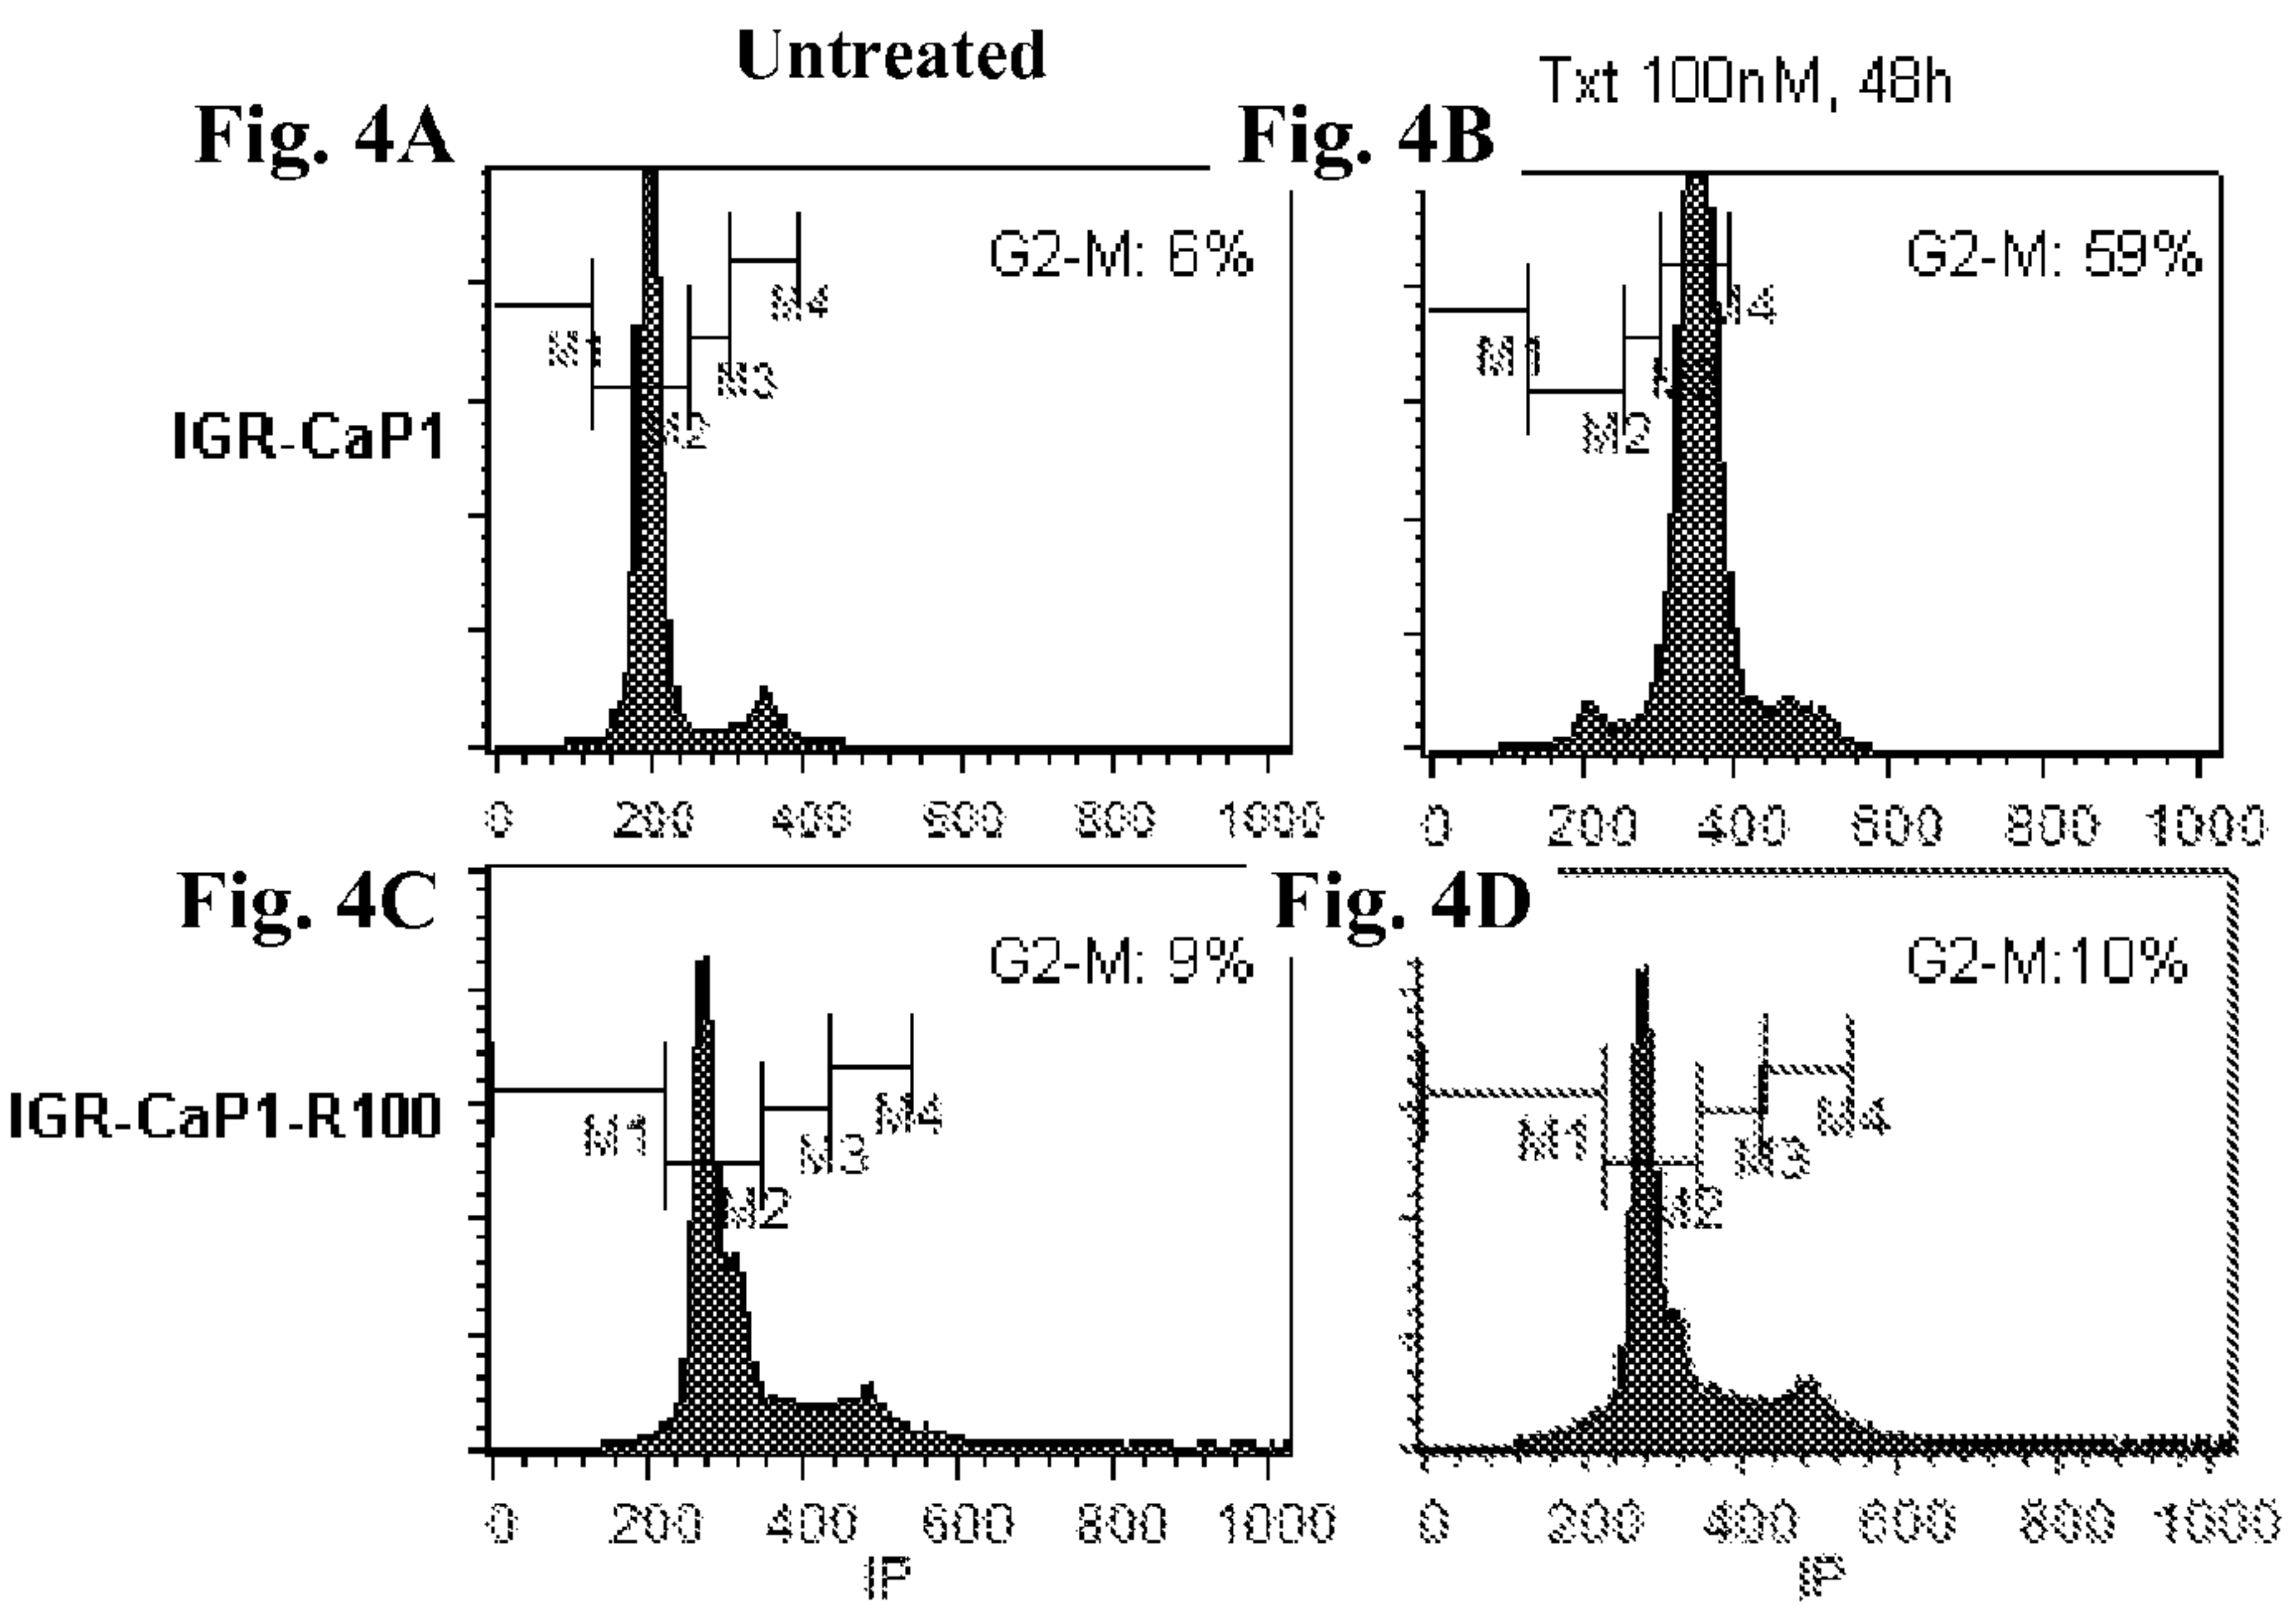 Untreated
Txt 100nM, 48h
Fig. 4A
Fig. 4B
G2-M: 6%
G2-M: 59%
M1
M2
M3
M4
M1
M2
M4
IGR-CaP1
0 200 400 600 800 1000
0 200 400 600 800 1000
Fig. 4C
Fig. 4D
G2-M: 9%
G2-M:10%
M1
M2
M3
M4
M1
M2
M3
M4
IGR-CaP1-R100
0 200 400 600 800 1000
0 200 400 600 800 1000
IP
IP